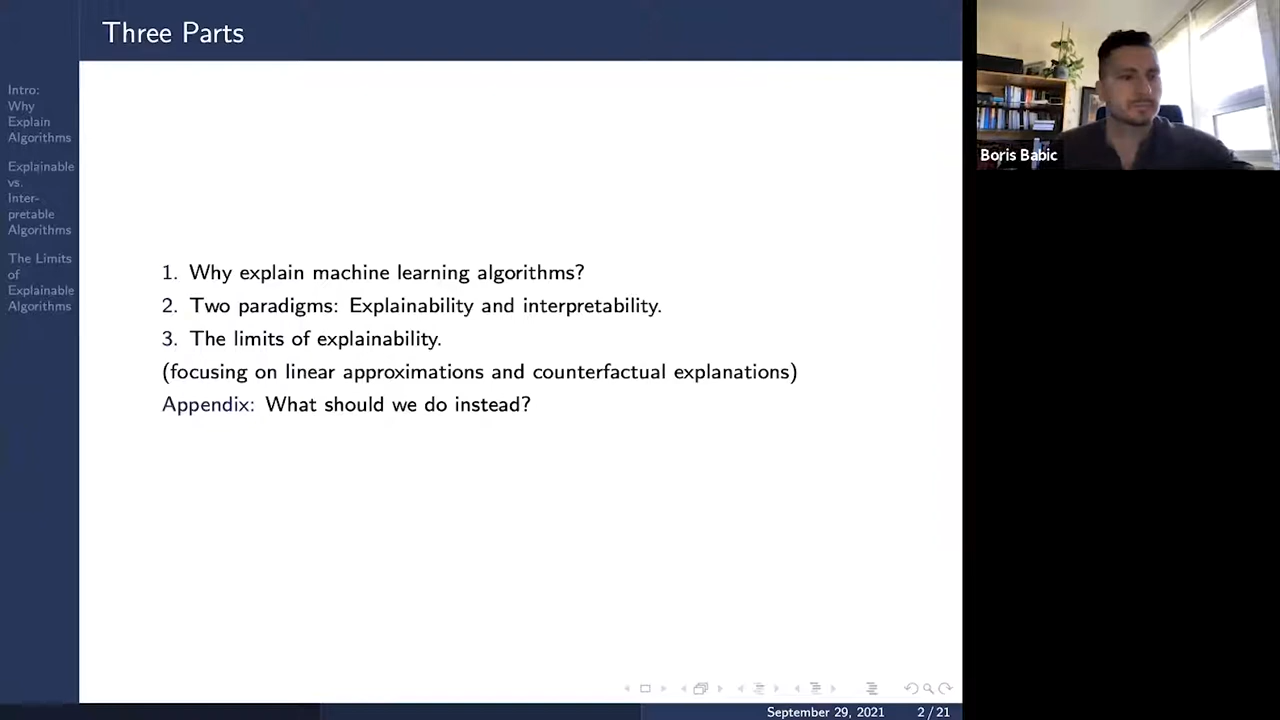 Three Parts
Intro:
Why
Explain
Algorithms
Explainable
vs.
Inter-
pretable
Algorithms
The Limits
of
Explainable
Algorithms
1. Why explain machine learning algorithms?
2. Two paradigms: Explainability and interpretability.
3. The limits of explainability.
(focusing on linear approximations and counterfactual explanations)
Appendix: What should we do instead?
September 29, 2021 2 / 21
Boris Babic